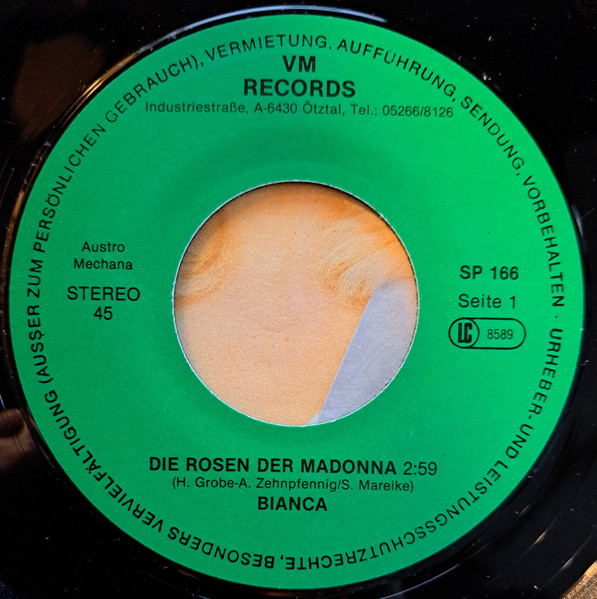 URHEBER- UND LEISTUNGSSCHUTZRECHTE, BESONDERS VERVIELFÄLTIGUNG (AUSSER ZUM PERSÖNLICHEN GEBRAUCH), VERMIETUNG, AUFFÜHRUNG, SENDUNG, VORBEHALTEN ·
VM
RECORDS
Industriestraße, A-6430 Ötztal, Tel.: 05266/8126
Austro
Mechana
STEREO
45
SP 166
Seite 1
LC 8589
DIE ROSEN DER MADONNA 2:59
(H. Grobe-A. Zehnpfennig/S. Mareike)
BIANCA